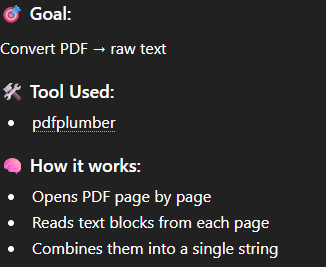 🎯 Goal:
Convert PDF → raw text
🛠️ Tool Used:
• pdfplumber
🧠 How it works:
• Opens PDF page by page
• Reads text blocks from each page
• Combines them into a single string